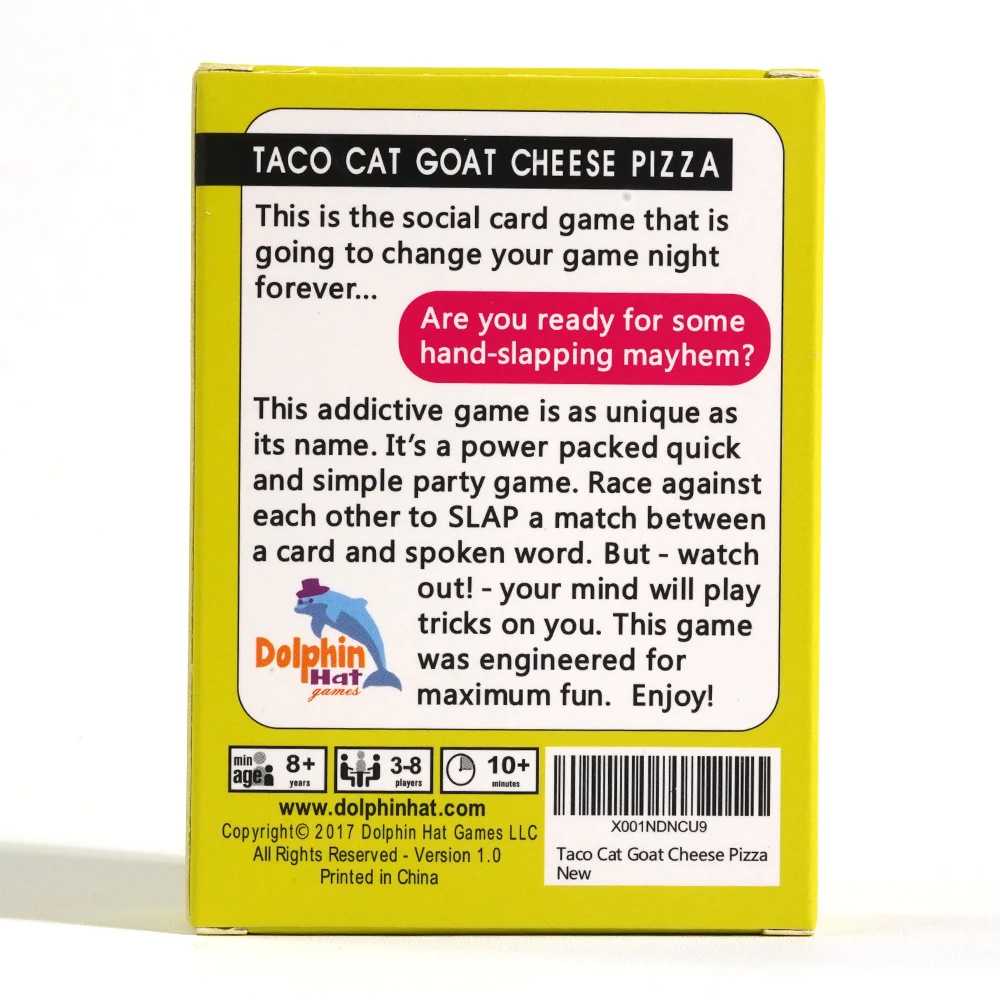 TACO CAT GOAT CHEESE PIZZA
This is the social card game that is
going to change your game night
forever...
Are you ready for some
hand-slapping mayhem?
This addictive game is as unique as
its name. It's a power packed quick
and simple party game. Race against
each other to SLAP a match between
a card and spoken word. But - watch
out! - your mind will play
tricks on you. This game
was engineered for
maximum fun. Enjoy!
Dolphin
Hat
games
min
age
8+
years
3-8
players
10+
minutes
www.dolphinhat.com
Copyright© 2017 Dolphin Hat Games LLC
All Rights Reserved - Version 1.0
Printed in China
X001NDNCU9
Taco Cat Goat Cheese Pizza
New